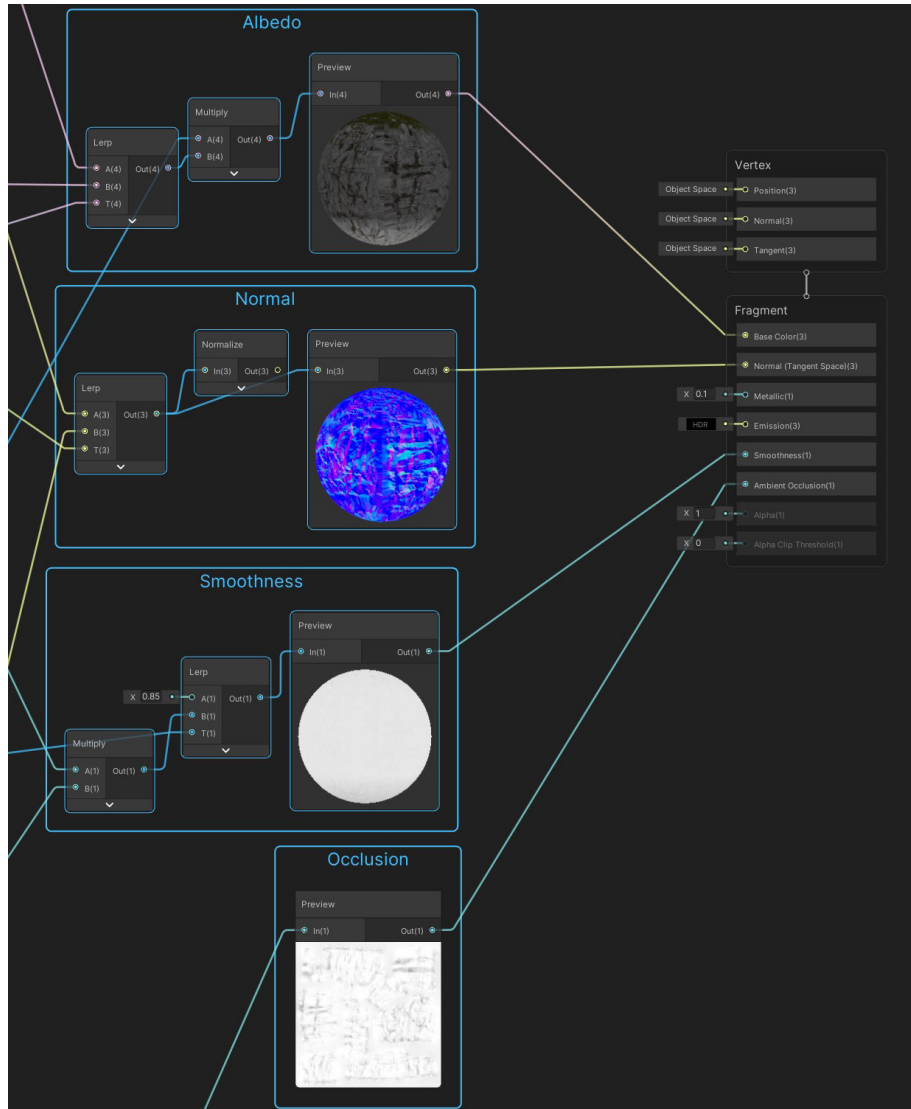 Albedo
Preview
In(4) Out(4)
Multiply
A(4) Out(4)
B(4)
Lerp
A(4) Out(4)
B(4)
T(4)
Normal
Normalize
In(3) Out(3)
Preview
In(3) Out(3)
Lerp
A(3) Out(3)
B(3)
T(3)
Smoothness
Preview
In(1) Out(1)
Lerp
X 0.85
A(1) Out(1)
B(1)
T(1)
Multiply
A(1) Out(1)
B(1)
Occlusion
Preview
In(1) Out(1)
Vertex
Object Space Position(3)
Object Space Normal(3)
Object Space Tangent(3)
Fragment
Base Color(3)
Normal (Tangent Space)(3)
X 0.1 Metallic(1)
HDR Emission(3)
Smoothness(1)
Ambient Occlusion(1)
X 1 Alpha(1)
X 0 Alpha Clip Threshold(1)